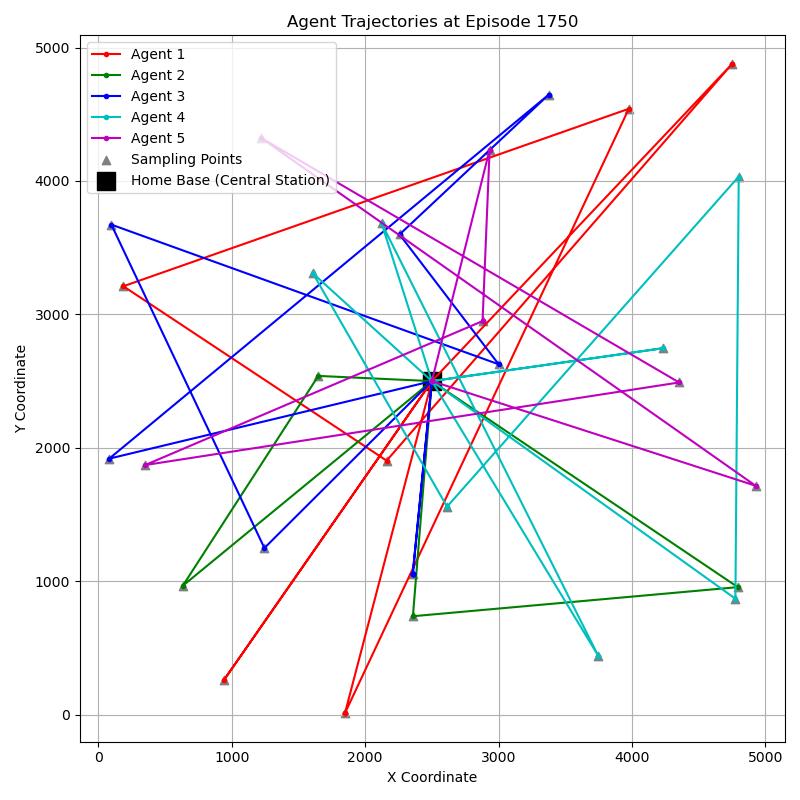 Agent Trajectories at Episode 1750
Agent 1
Agent 2
Agent 3
Agent 4
Agent 5
Sampling Points
Home Base (Central Station)
Y Coordinate
5000
4000
3000
2000
1000
0
0 1000 2000 3000 4000 5000
X Coordinate